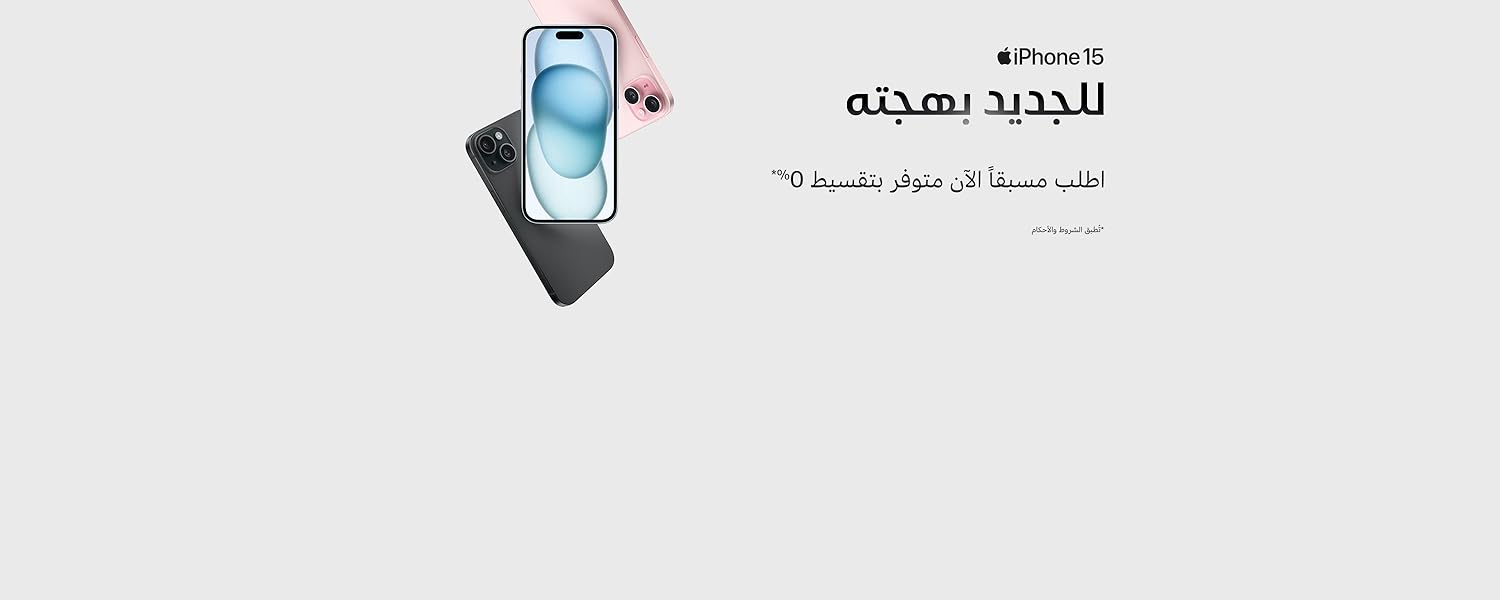 iPhone 15
للجديد بهجته
اطلب مسبقاً الآن متوفر بتقسيط 0%*
*تُطبق الشروط والأحكام